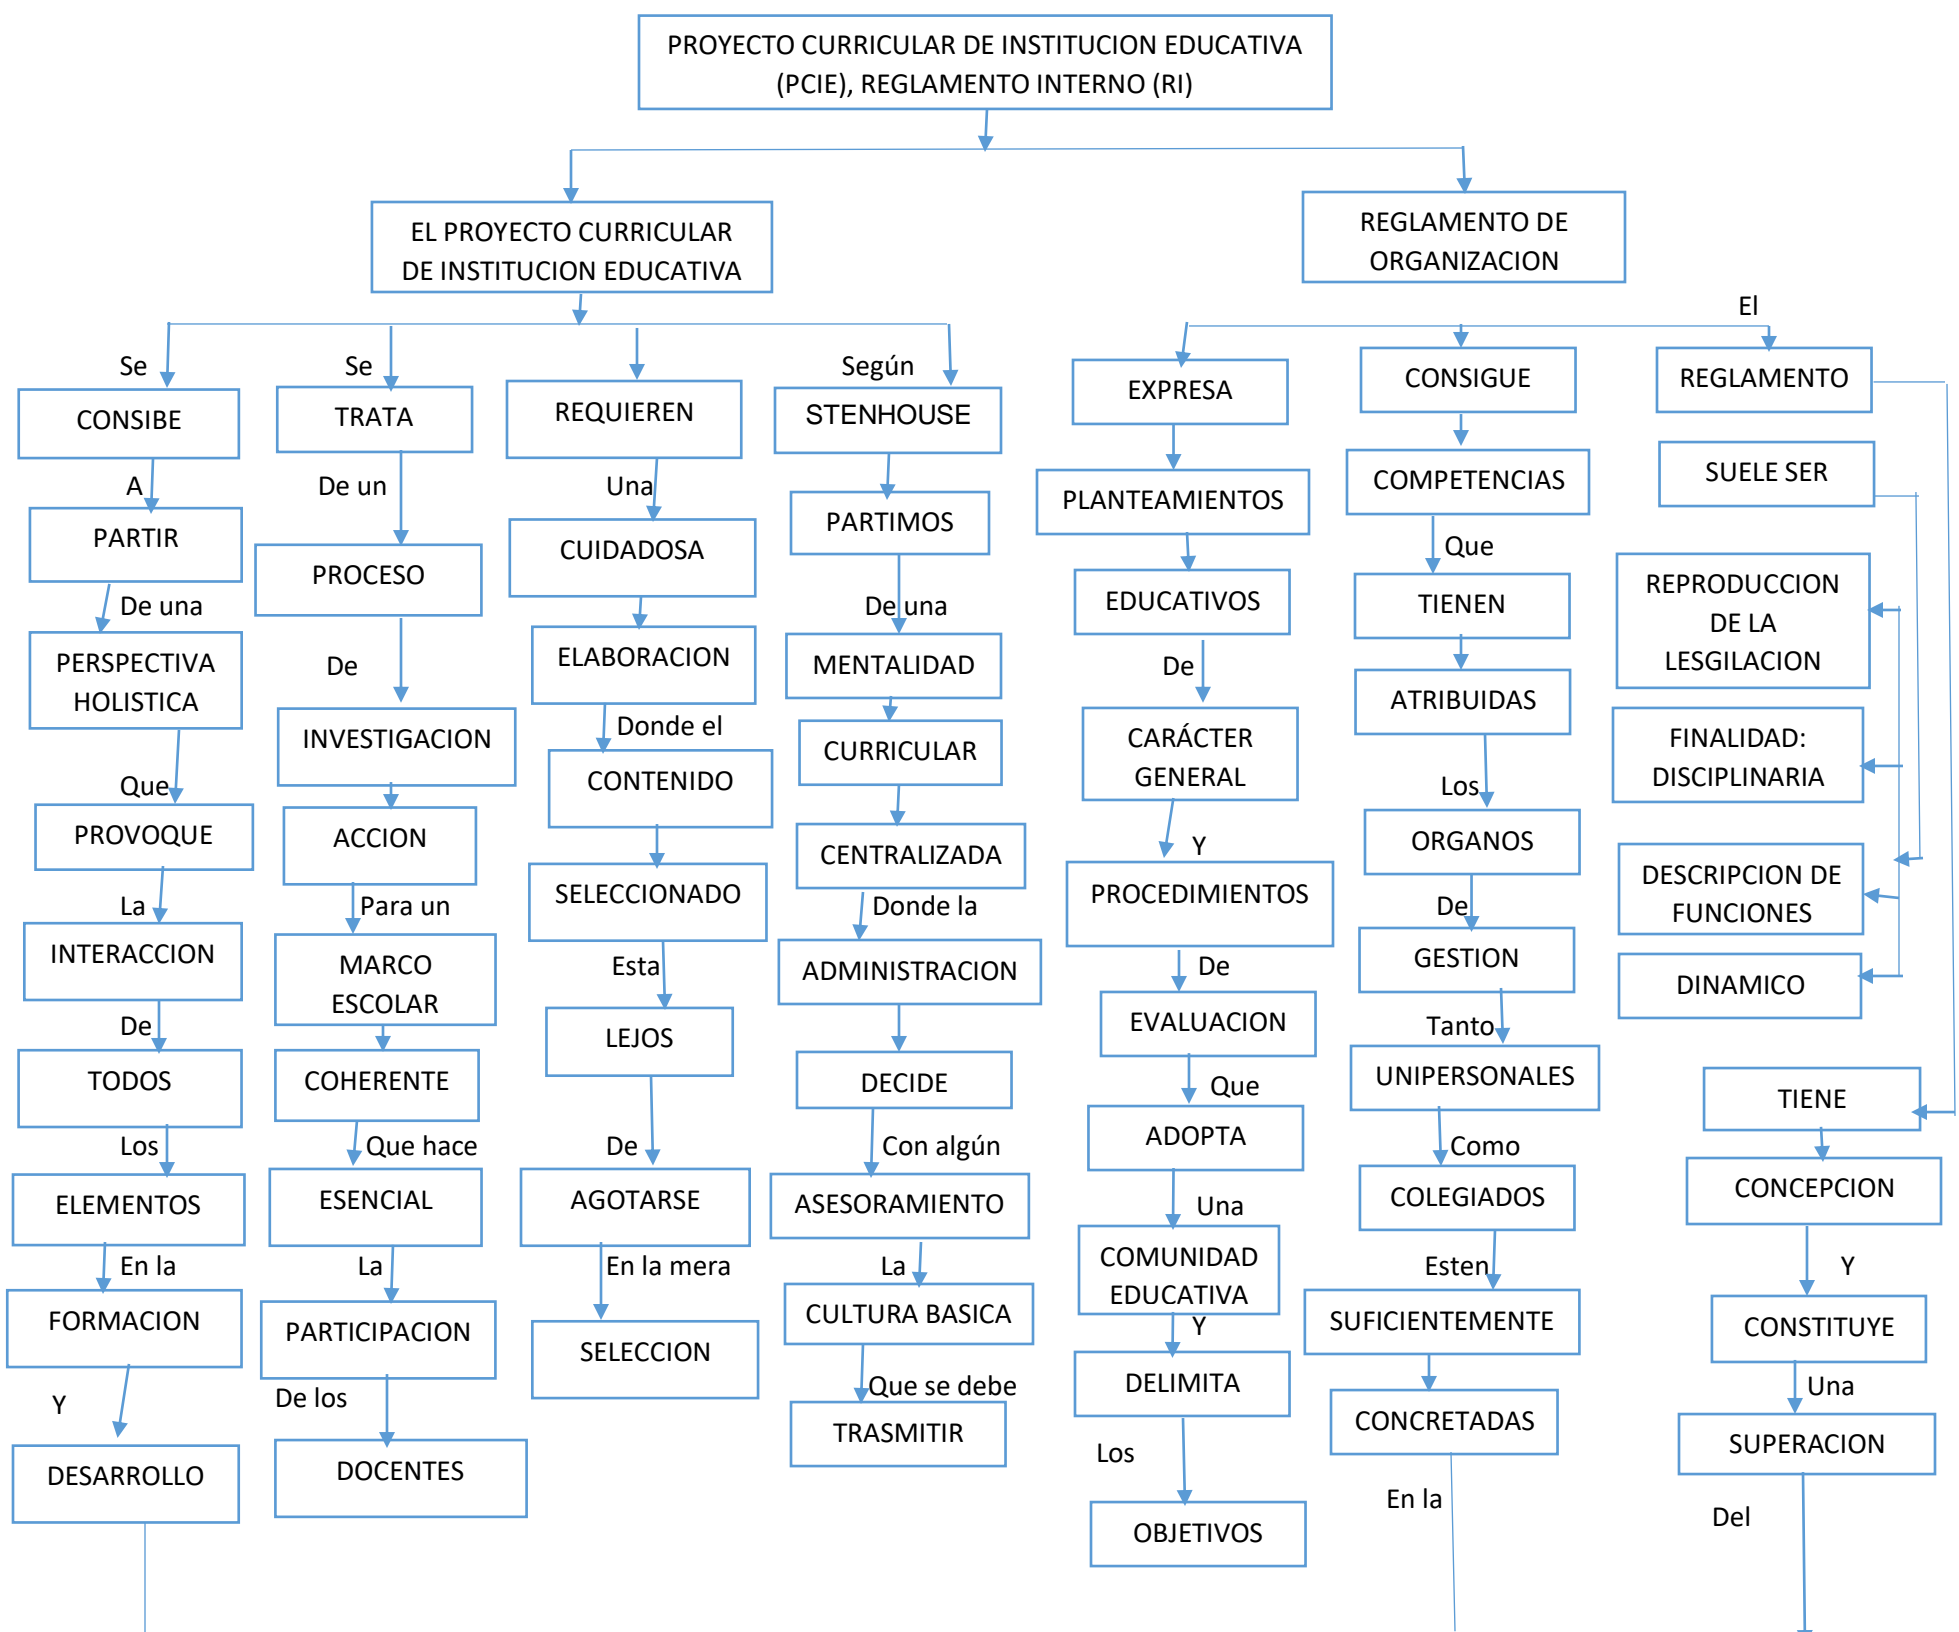 PROYECTO CURRICULAR DE INSTITUCION EDUCATIVA
(PCIE), REGLAMENTO INTERNO (RI)
EL PROYECTO CURRICULAR
DE INSTITUCION EDUCATIVA
Se
CONSIBE
A
PARTIR
De una
PERSPECTIVA
HOLISTICA
Que
PROVOQUE
La
INTERACCION
De
TODOS
Los
ELEMENTOS
En la
FORMACION
Y
DESARROLLO
Se
TRATA
De un
PROCESO
De
INVESTIGACION
ACCION
Para un
MARCO
ESCOLAR
COHERENTE
Que hace
ESENCIAL
La
PARTICIPACION
De los
DOCENTES
REQUIEREN
Una
CUIDADOSA
ELABORACION
Donde el
CONTENIDO
SELECCIONADO
Esta
LEJOS
De
AGOTARSE
En la mera
SELECCION
Según
STENHOUSE
PARTIMOS
De una
MENTALIDAD
CURRICULAR
CENTRALIZADA
Donde la
ADMINISTRACION
DECIDE
Con algún
ASESORAMIENTO
La
CULTURA BASICA
Que se debe
TRASMITIR
REGLAMENTO DE
ORGANIZACION
EXPRESA
PLANTEAMIENTOS
EDUCATIVOS
De
CARÁCTER
GENERAL
Y
PROCEDIMIENTOS
De
EVALUACION
Que
ADOPTA
Una
COMUNIDAD
EDUCATIVA
Y
DELIMITA
Los
OBJETIVOS
CONSIGUE
COMPETENCIAS
Que
TIENEN
ATRIBUIDAS
Los
ORGANOS
De
GESTION
Tanto
UNIPERSONALES
Como
COLEGIADOS
Esten
SUFICIENTEMENTE
CONCRETADAS
En la
El
REGLAMENTO
SUELE SER
REPRODUCCION
DE LA
LESGILACION
FINALIDAD:
DISCIPLINARIA
DESCRIPCION DE
FUNCIONES
DINAMICO
TIENE
CONCEPCION
Y
CONSTITUYE
Una
SUPERACION
Del